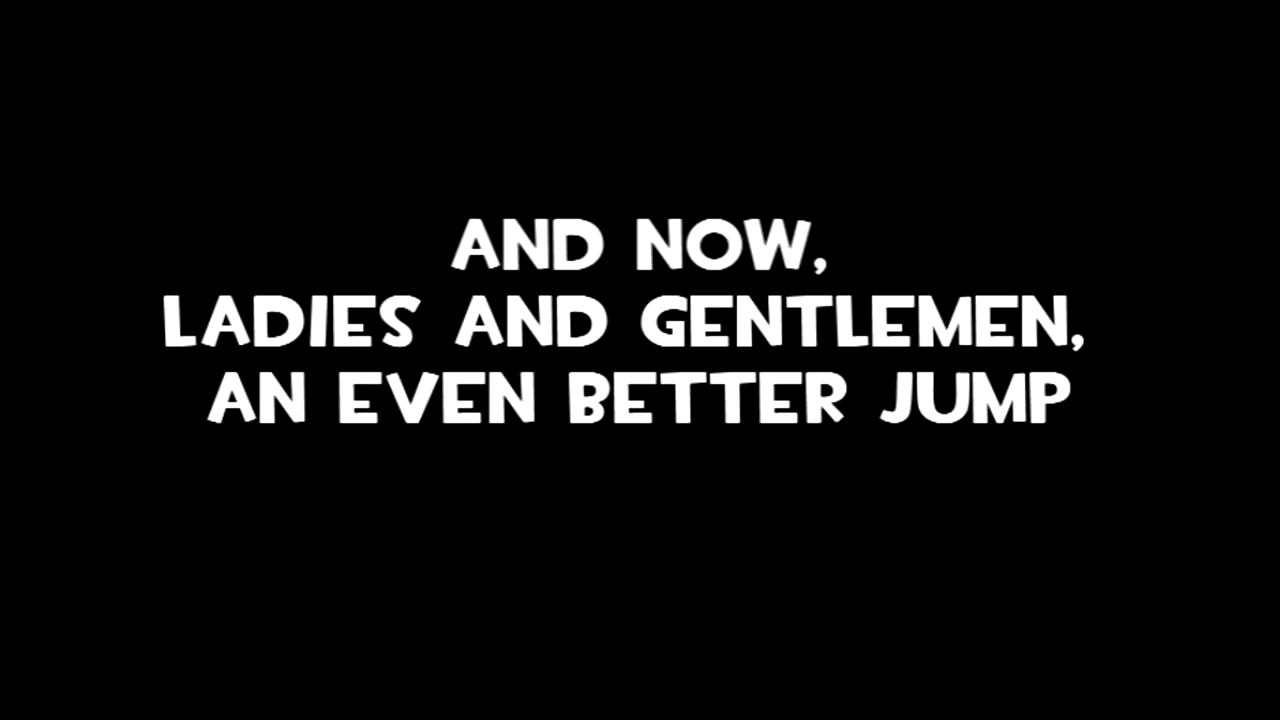 AND NOW,
LADIES AND GENTLEMEN,
AN EVEN BETTER JUMP